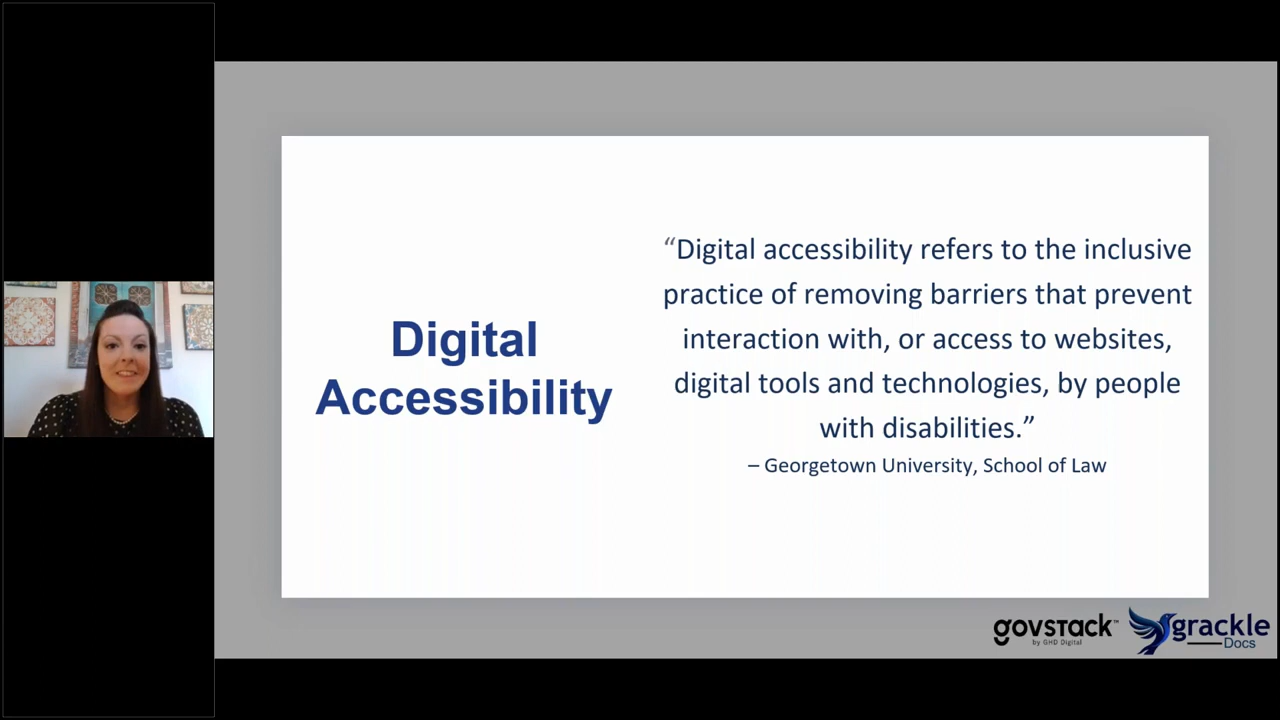 Digital
Accessibility
“Digital accessibility refers to the inclusive
practice of removing barriers that prevent
interaction with, or access to websites,
digital tools and technologies, by people
with disabilities.”
– Georgetown University, School of Law
govstack™
by GHD Digital
grackle
Docs